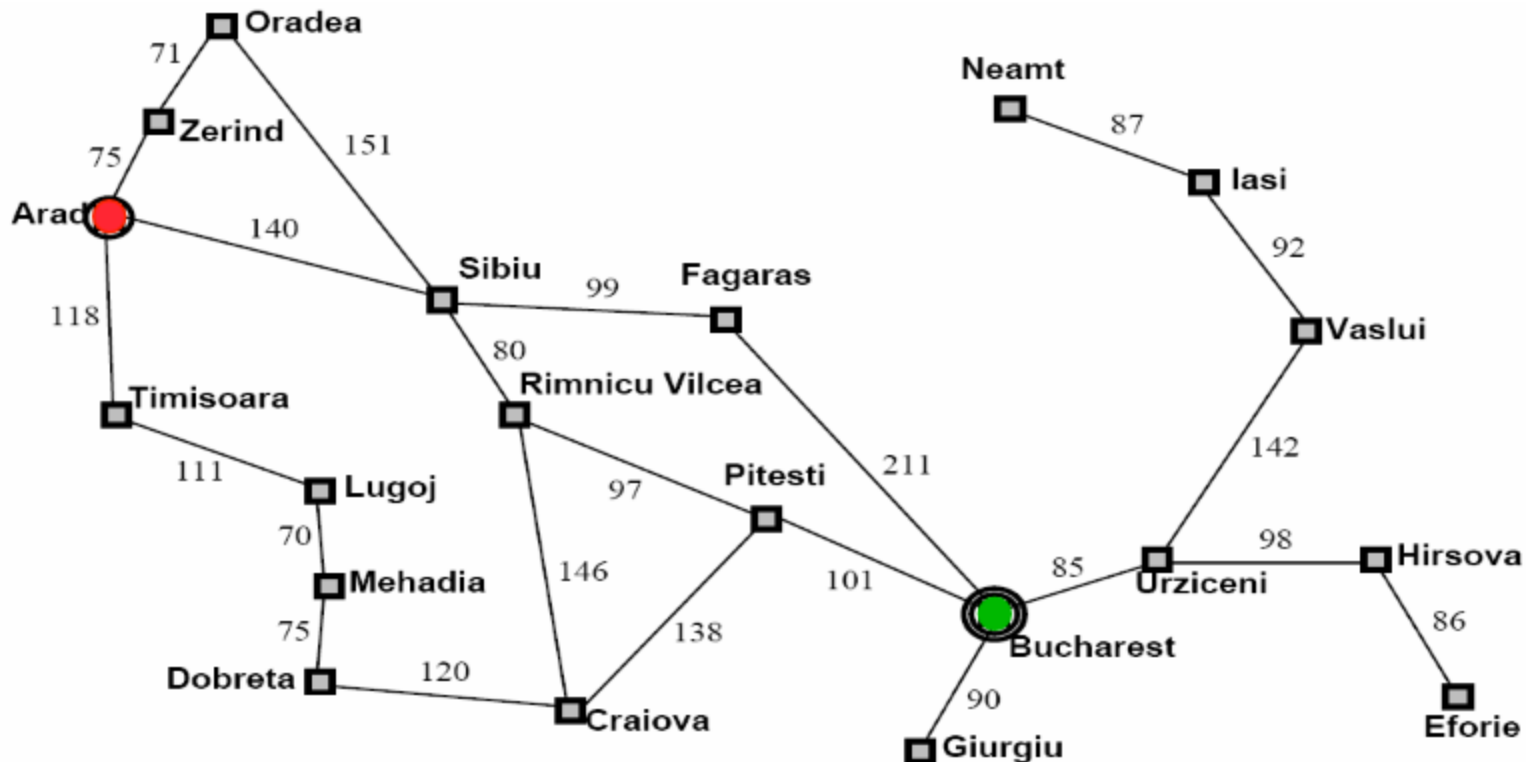 Oradea
71
Neamt
87
Zerind
151
75
Iasi
Arad
140
92
Sibiu
Fagaras
99
118
Vaslui
80
Rimnicu Vilcea
Timisoara
142
111
Lugoj
97
Pitesti
211
70
98
Hirsova
Mehadia
146
101
85
Urziceni
75
138
86
Bucharest
Dobreta
120
90
Craiova
Eforie
Giurgiu